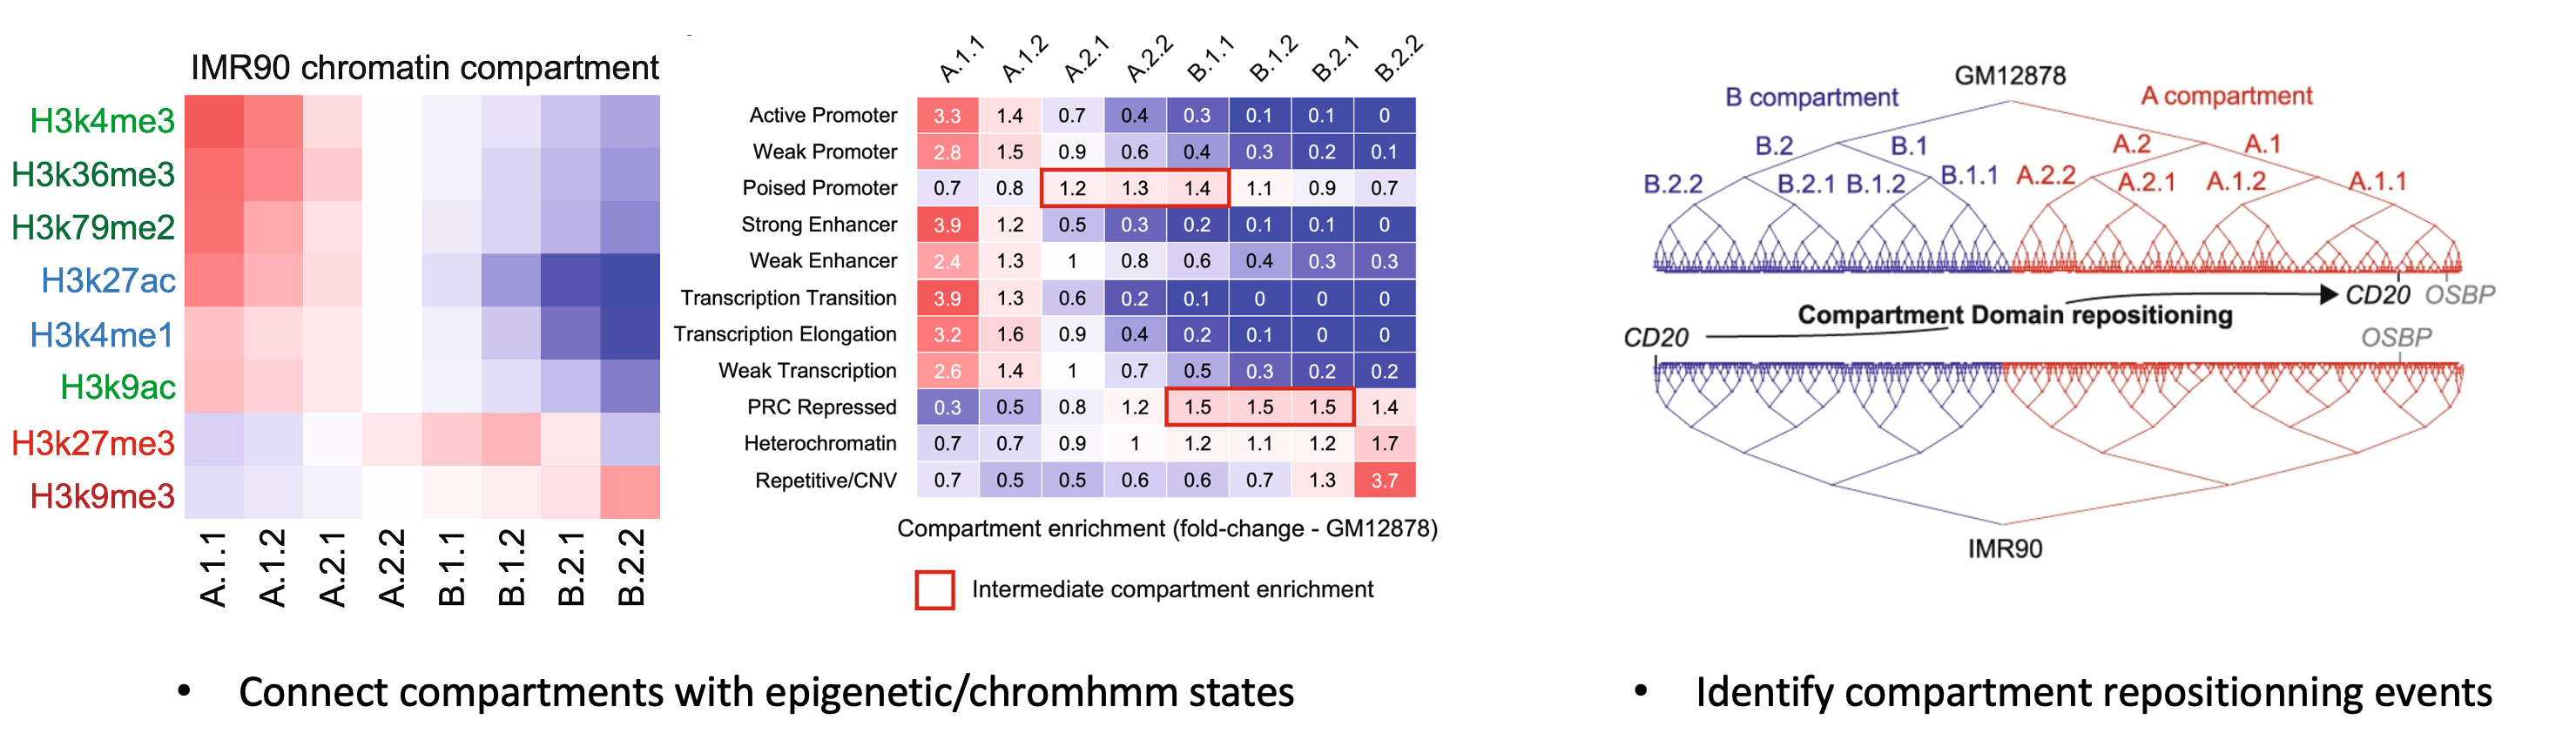 IMR90 chromatin compartment
H3k4me3
H3k36me3
H3k79me2
H3k27ac
H3k4me1
H3k9ac
H3k27me3
H3k9me3
A.1.1 A.1.2 A.2.1 A.2.2 B.1.1 B.1.2 B.2.1 B.2.2
A.1.1 A.1.2 A.2.1 A.2.2 B.1.1 B.1.2 B.2.1 B.2.2
Active Promoter 3.3 1.4 0.7 0.4 0.3 0.1 0.1 0
Weak Promoter 2.8 1.5 0.9 0.6 0.4 0.3 0.2 0.1
Poised Promoter 0.7 0.8 1.2 1.3 1.4 1.1 0.9 0.7
Strong Enhancer 3.9 1.2 0.5 0.3 0.2 0.1 0.1 0
Weak Enhancer 2.4 1.3 1 0.8 0.6 0.4 0.3 0.3
Transcription Transition 3.9 1.3 0.6 0.2 0.1 0 0 0
Transcription Elongation 3.2 1.6 0.9 0.4 0.2 0.1 0 0
Weak Transcription 2.6 1.4 1 0.7 0.5 0.3 0.2 0.2
PRC Repressed 0.3 0.5 0.8 1.2 1.5 1.5 1.5 1.4
Heterochromatin 0.7 0.7 0.9 1 1.2 1.1 1.2 1.7
Repetitive/CNV 0.7 0.5 0.5 0.6 0.6 0.7 1.3 3.7
Compartment enrichment (fold-change - GM12878)
Intermediate compartment enrichment
• Connect compartments with epigenetic/chromhmm states
GM12878
B compartment A compartment
B.2 B.1 A.2 A.1
B.2.2 B.2.1 B.1.2 B.1.1 A.2.2 A.2.1 A.1.2 A.1.1
CD20 OSBP
Compartment Domain repositioning
CD20 OSBP
IMR90
• Identify compartment repositionning events